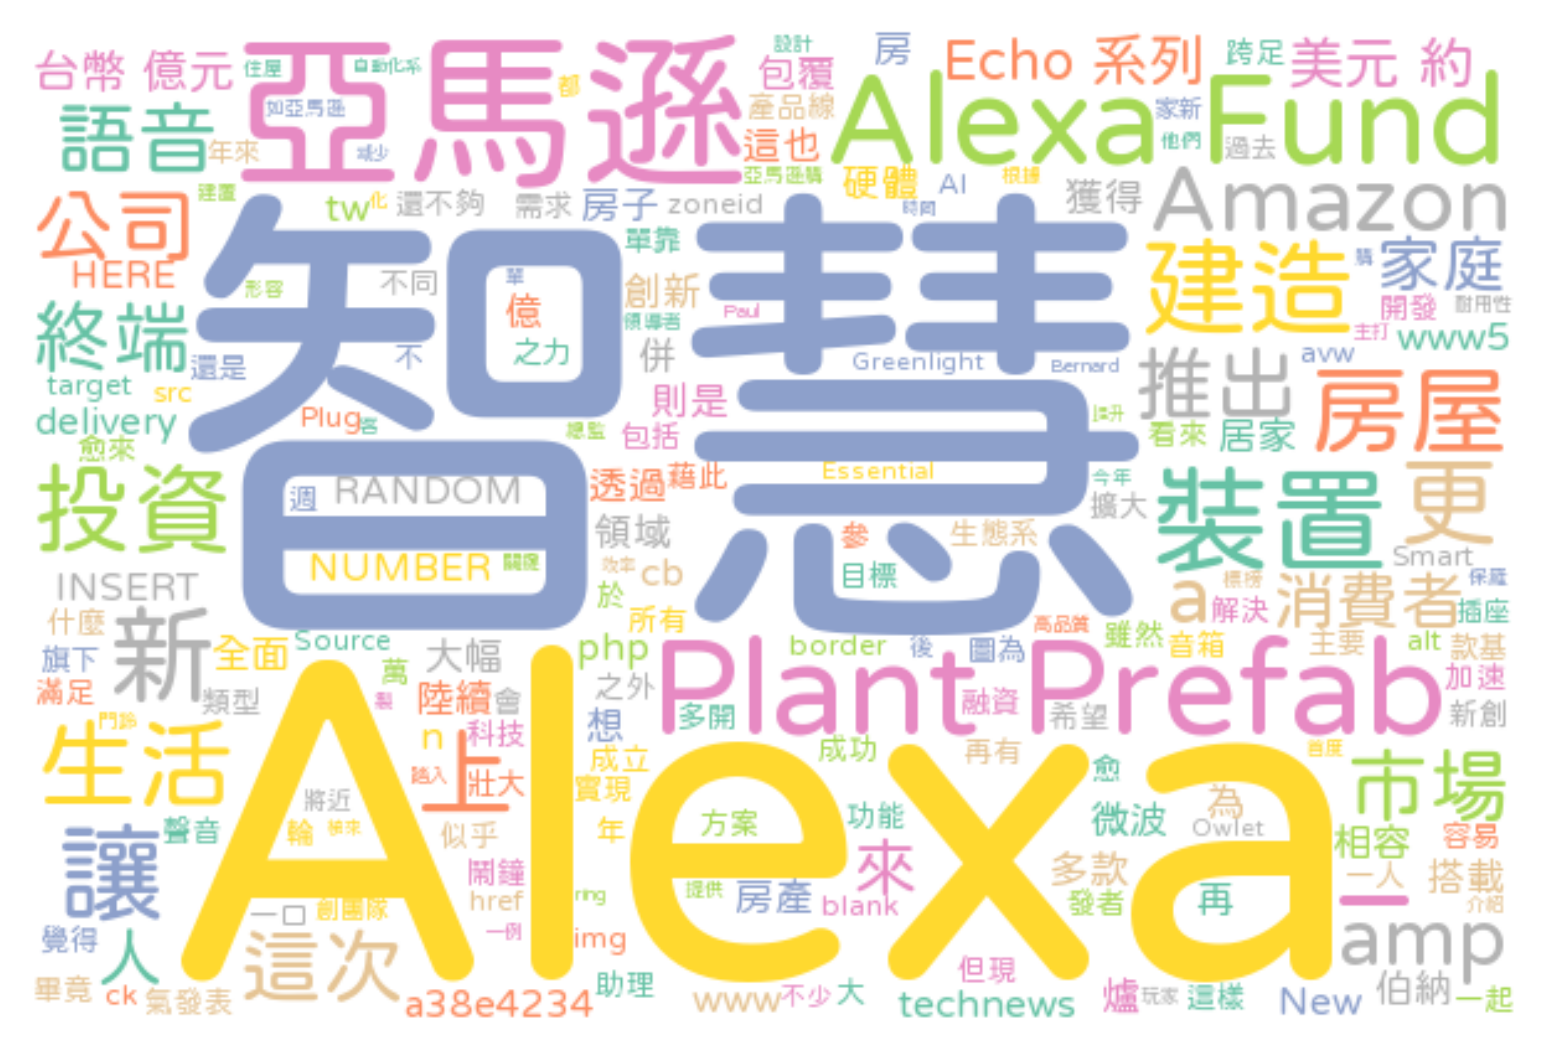 台幣 億元
住屋
亞馬遜
自動化系
設計
包覆
房
Echo 系列
跨足
美元 約
語音
如亞馬遜
都
產品線
Alexa Fund
家新
他們
過去
年來
減少
這也
亞馬遜購
硬體
AI
根據
獲得
Amazon
公司
建置
tw
化
還不夠
需求
房子
zoneid
時間
HERE
形容
智慧
不同
單
億
之力
單靠
創新
領導者
Paul
建造
購
家庭
開發
耐用性
主打
www5
終端
還是
不
併
Greenlight
Bernard
avw
target
src
delivery
Plug
客
則是
包括
總監
推出
房屋
提升
看來
居家
愈來
投資
週
RANDOM
透過
藉此
Essential
今年
擴大
裝置
更
NUMBER
關鍵
領域
參
生態系
Smart
INSERT
效率
cb
目標
於
a
標榜
解決
消費者
保羅
插座
什麼
新
全面
Source
大幅
所有
php
border
後
圖為
高品質
雖然
音箱
主要
alt
款基
旗下
滿足
類型
萬
製
陸續
會
之外
Plant Prefab
加速
多開
融資
希望
新創
門鈴
生活
n
科技
想
上
踏入
壯大
成立
實現
成功
再有
愈
首度
市場
將近
讓
聲音
輪
似乎
年
方案
功能
微波
為
Owlet
相容
容易
Alexa
鬧鐘
href
一例
ring
提供
房產
來
blank
多款
發者
再
一人
一
搭載
介紹
一口
創團隊
覺得
人
這次
img
amp
畢竟
ck
氣發表
a38e4234
助理
www
不少
大
但現
technews
爐
玩家
這樣
New
伯納
一起